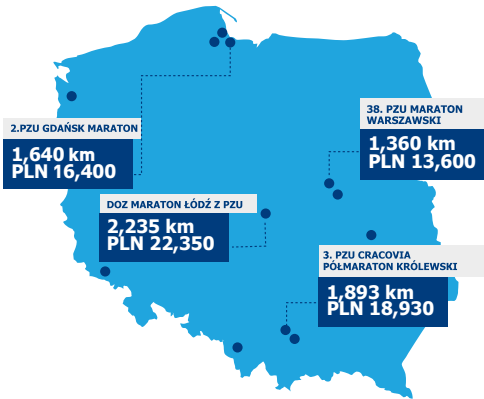 2.PZU GDAŃSK MARATON
1,640 km
PLN 16,400
38. PZU MARATON
WARSZAWSKI
1,360 km
PLN 13,600
DOZ MARATON ŁÓDŹ Z PZU
2,235 km
PLN 22,350
3. PZU CRACOVIA
PÓŁMARATON KRÓLEWSKI
1,893 km
PLN 18,930